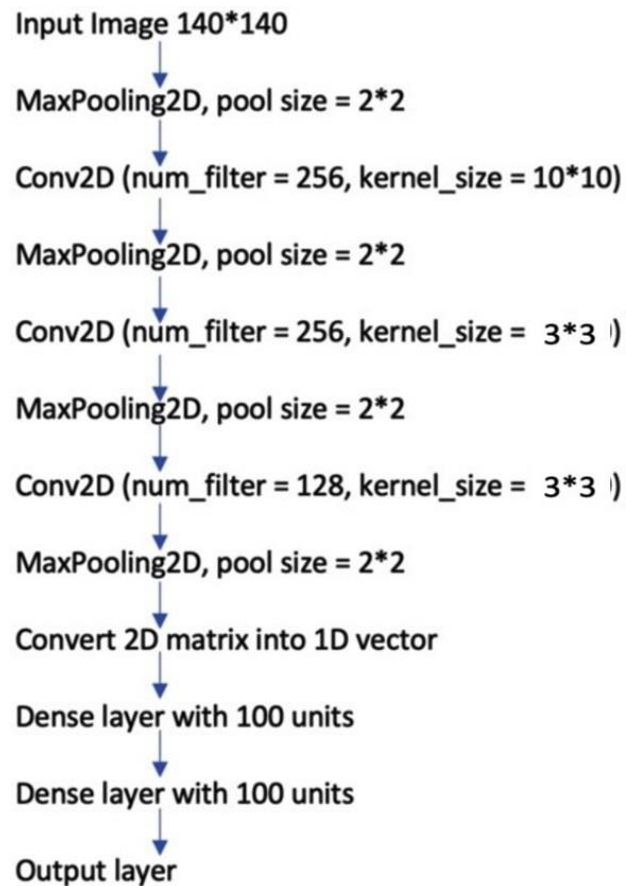 Input Image 140*140
MaxPooling2D, pool size = 2*2
Conv2D (num_filter = 256, kernel_size = 10*10)
MaxPooling2D, pool size = 2*2
Conv2D (num_filter = 256, kernel_size = 3*3 )
MaxPooling2D, pool size = 2*2
Conv2D (num_filter = 128, kernel_size = 3*3 )
MaxPooling2D, pool size = 2*2
Convert 2D matrix into 1D vector
Dense layer with 100 units
Dense layer with 100 units
Output layer